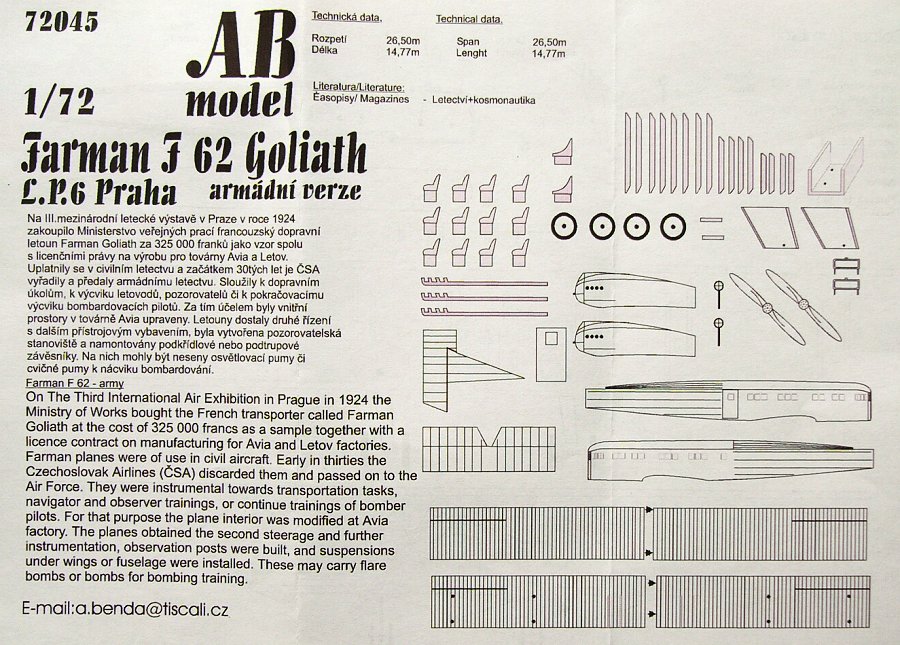 72045
AB
model
1/72
Farman F 62 Goliath
L.P.6 Praha armádní verze
Technická data, Technical data,
Rozpetí 26,50m Span 26,50m
Délka 14,77m Lenght 14,77m
Literatura/Literature:
Èasopisy/ Magazines - Letectví+kosmonautika
Na III.mezinárodní letecké výstavě v Praze v roce 1924
zakoupilo Ministerstvo veřejných prací francouzský dopravní
letoun Farman Goliath za 325 000 franků jako vzor spolu
s licenčními právy na výrobu pro továrny Avia a Letov.
Uplatnily se v civilním letectvu a začátkem 30tých let je ČSA
vyřadily a předaly armádnímu letectvu. Sloužily k dopravním
úkolům, k výcviku letovodů, pozorovatelů či k pokračovacímu
výcviku bombardovacích pilotů. Za tím účelem byly vnitřní
prostory v továrně Avia upraveny. Letouny dostaly druhé řízení
s dalším přístrojovým vybavením, byla vytvořena pozorovatelská
stanoviště a namontovány podkřídlové nebo podtrupové
závěsníky. Na nich mohly být neseny osvětlovací pumy či
cvičné pumy k nácviku bombardování.
Farman F 62 - army
On The Third International Air Exhibition in Prague in 1924 the
Ministry of Works bought the French transporter called Farman
Goliath at the cost of 325 000 francs as a sample together with a
licence contract on manufacturing for Avia and Letov factories.
Farman planes were of use in civil aircraft. Early in thirties the
Czechoslovak Airlines (ČSA) discarded them and passed on to the
Air Force. They were instrumental towards transportation tasks,
navigator and observer trainings, or continue trainings of bomber
pilots. For that purpose the plane interior was modified at Avia
factory. The planes obtained the second steerage and further
instrumentation, observation posts were built, and suspensions
under wings or fuselage were installed. These may carry flare
bombs or bombs for bombing training.
E-mail:a.benda@tiscali.cz